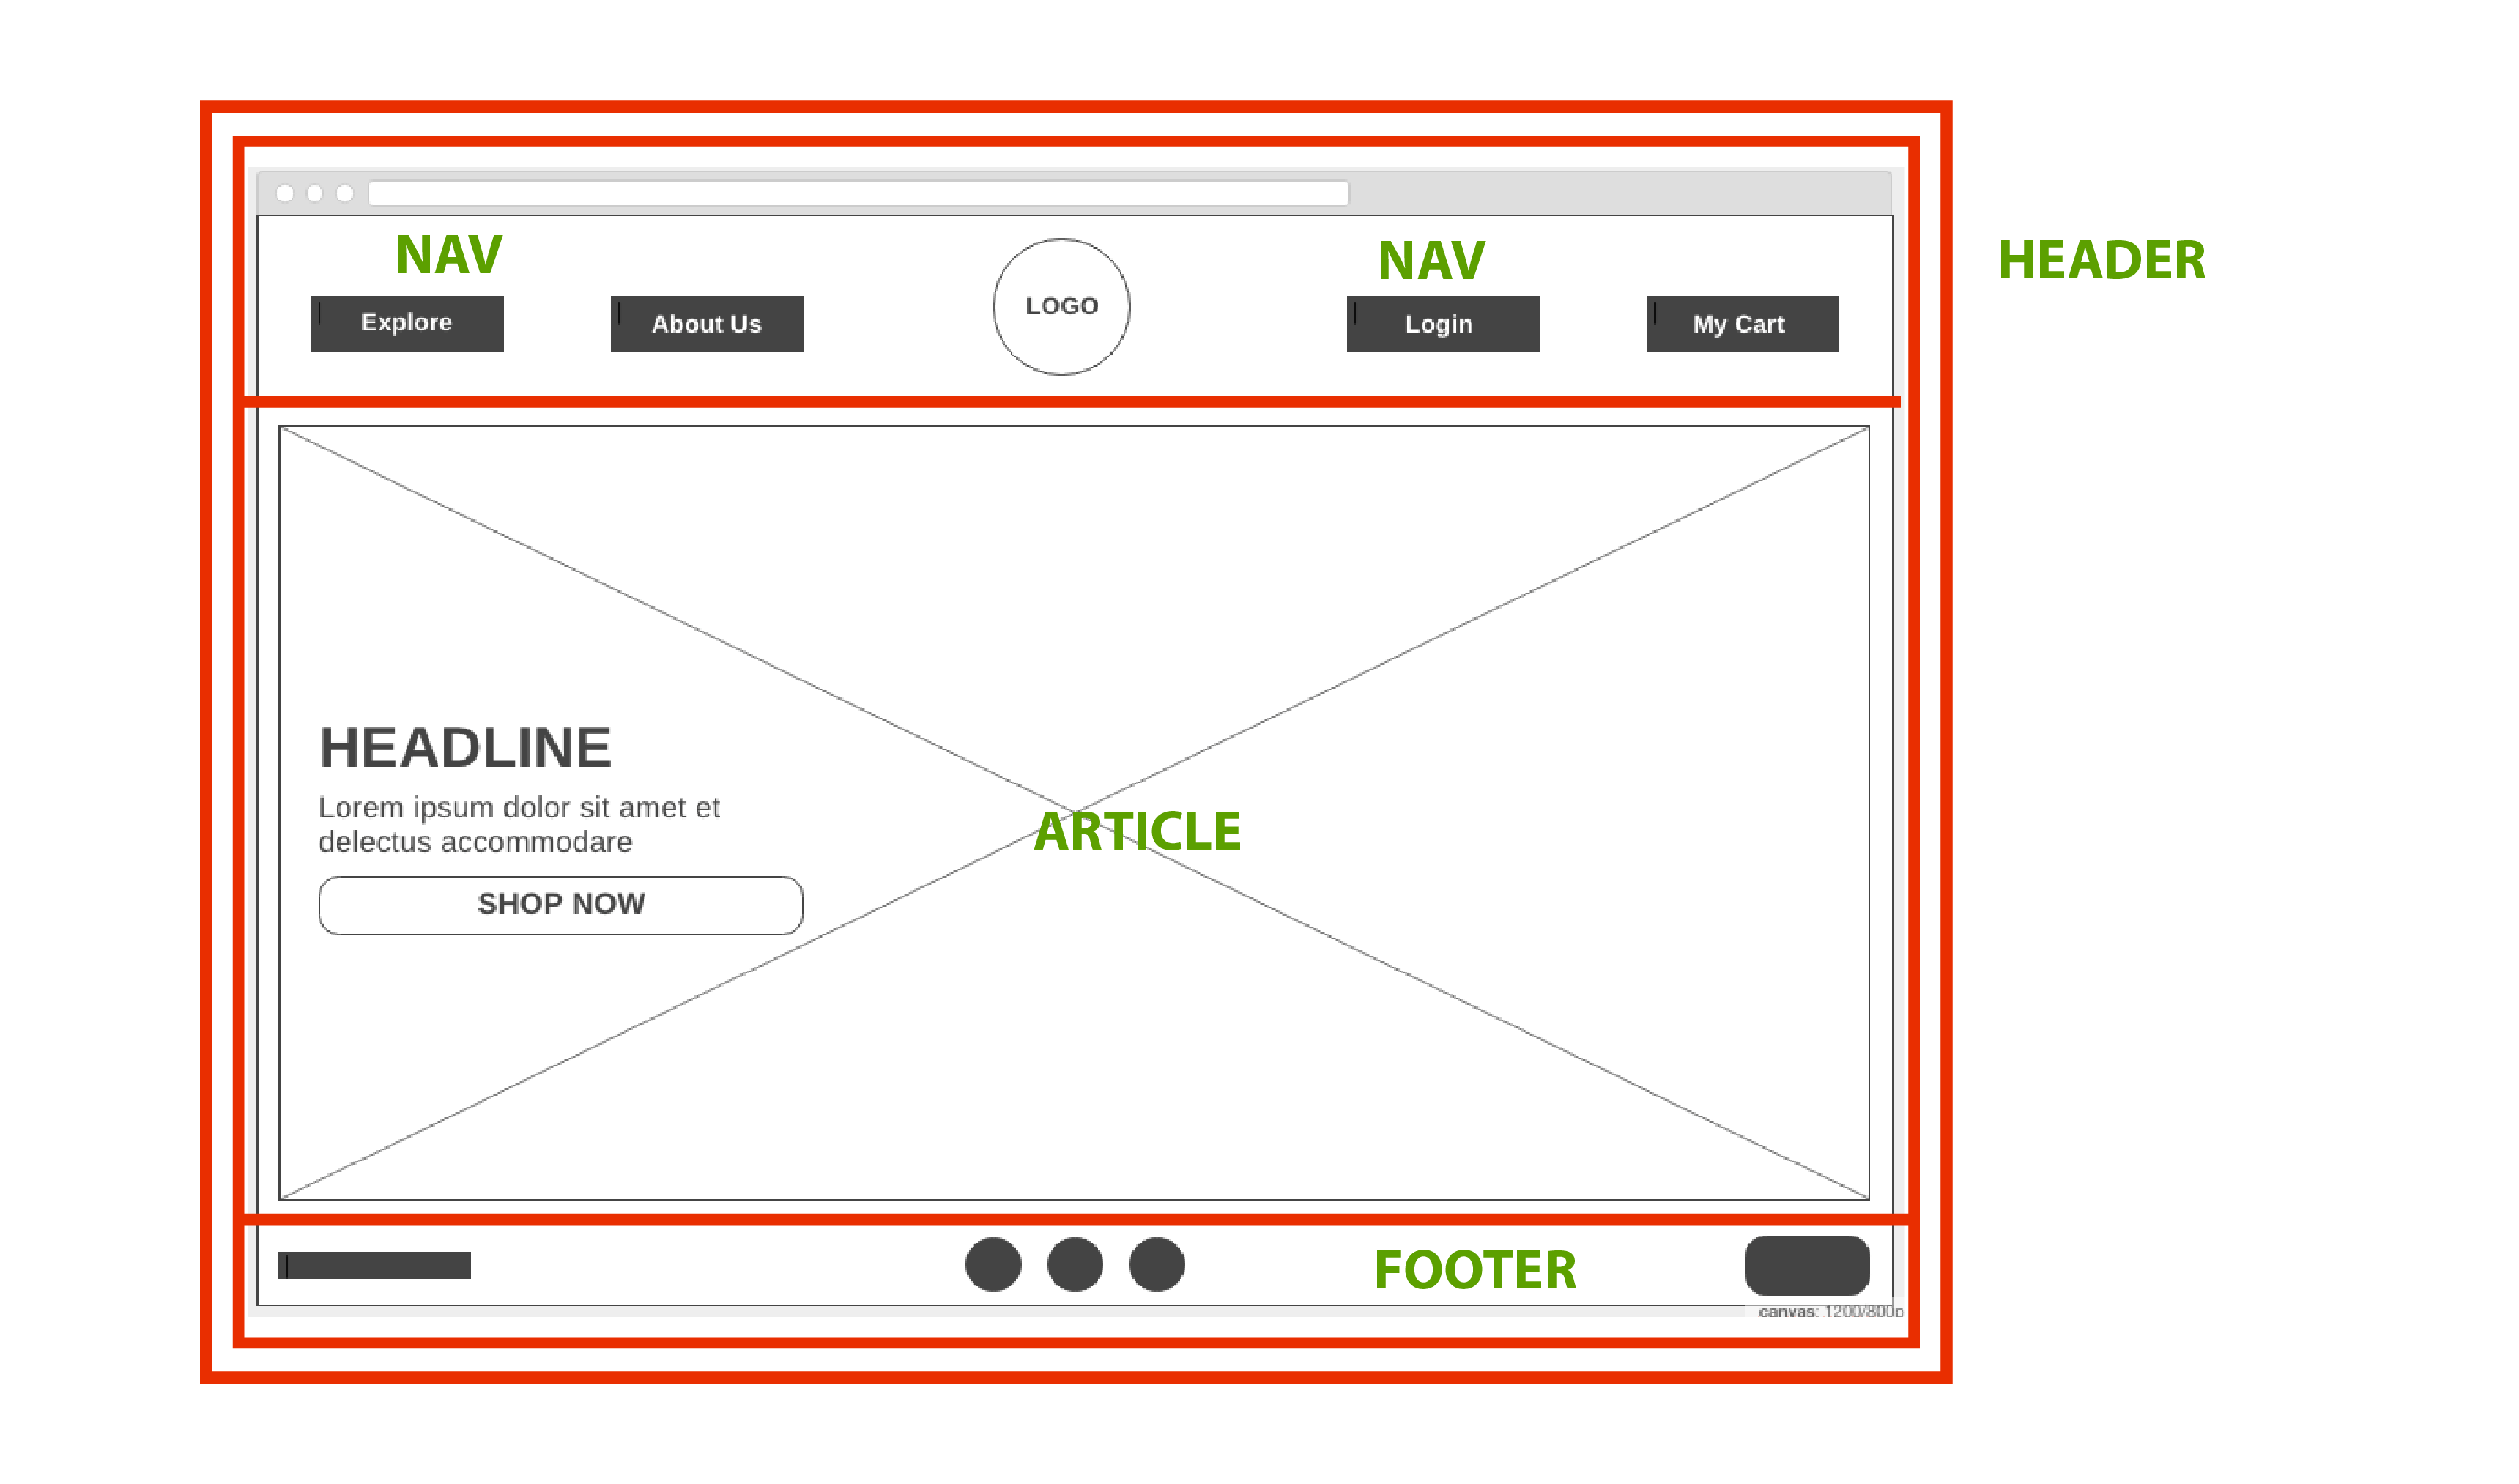 NAV
NAV
HEADER
Explore
About Us
LOGO
Login
My Cart
HEADLINE
Lorem ipsum dolor sit amet et
delectus accommodare
ARTICLE
SHOP NOW
FOOTER
canvas: 1200/800p